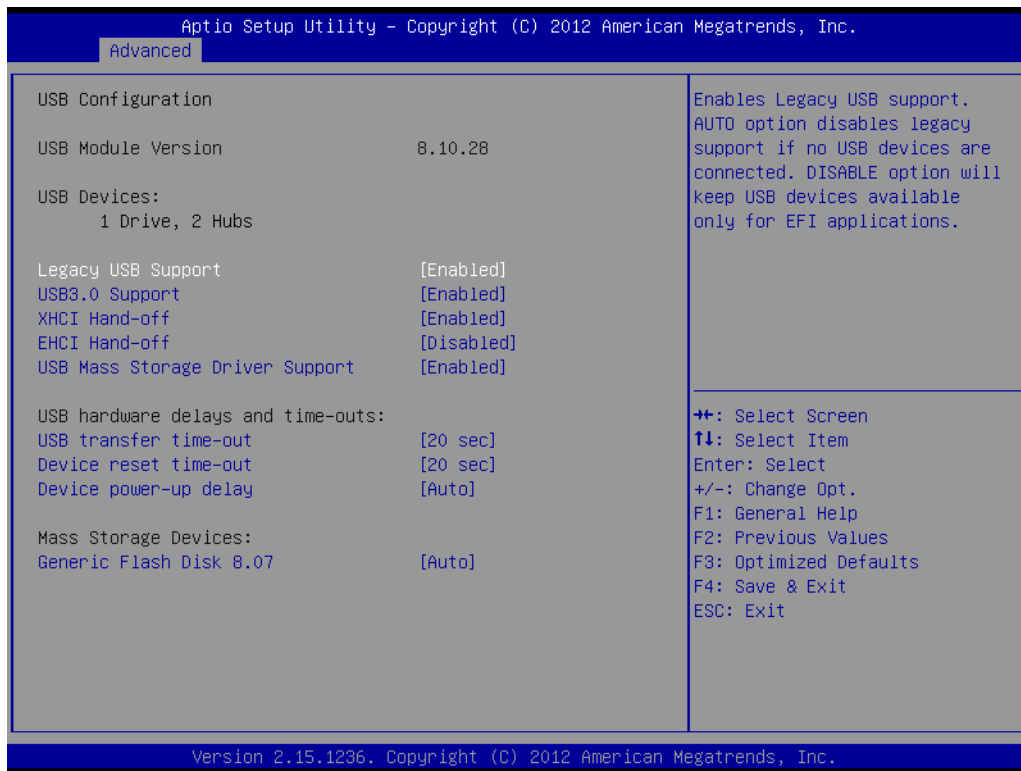 Aptio Setup Utility – Copyright (C) 2012 American Megatrends, Inc.
Advanced
USB Configuration
USB Module Version 8.10.28
USB Devices:
1 Drive, 2 Hubs
Legacy USB Support [Enabled]
USB3.0 Support [Enabled]
XHCI Hand-off [Enabled]
EHCI Hand-off [Disabled]
USB Mass Storage Driver Support [Enabled]
USB hardware delays and time-outs:
USB transfer time-out [20 sec]
Device reset time-out [20 sec]
Device power-up delay [Auto]
Mass Storage Devices:
Generic Flash Disk 8.07 [Auto]
Enables Legacy USB support.
AUTO option disables legacy
support if no USB devices are
connected. DISABLE option will
keep USB devices available
only for EFI applications.
→←: Select Screen
↑↓: Select Item
Enter: Select
+/-: Change Opt.
F1: General Help
F2: Previous Values
F3: Optimized Defaults
F4: Save & Exit
ESC: Exit
Version 2.15.1236. Copyright (C) 2012 American Megatrends, Inc.